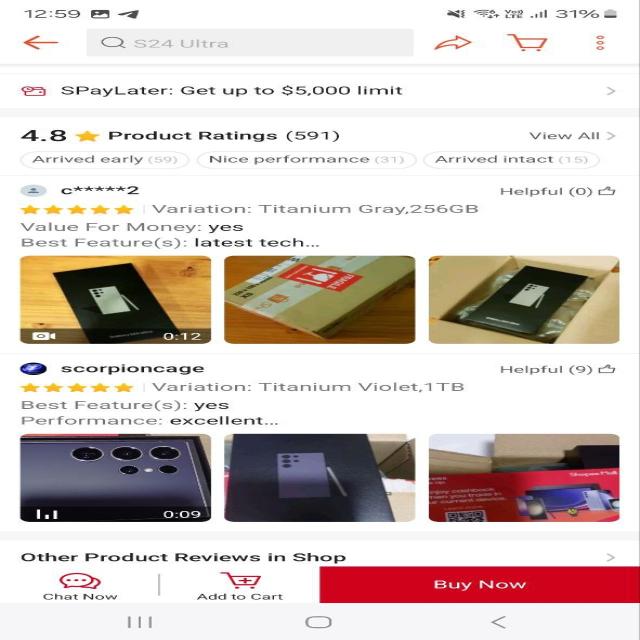 12:59
31%
S24 Ultra
SPayLater: Get up to $5,000 limit
4.8 Product Ratings (591) View All
Arrived early (59) Nice performance (31) Arrived intact (15)
c*****2 Helpful (0)
Variation: Titanium Gray,256GB
Value For Money: yes
Best Feature(s): latest tech...
0:12
scorpioncage Helpful (9)
Variation: Titanium Violet,1TB
Best Feature(s): yes
Performance: excellent...
0:09
Other Product Reviews in Shop
Chat Now
Add to Cart
Buy Now